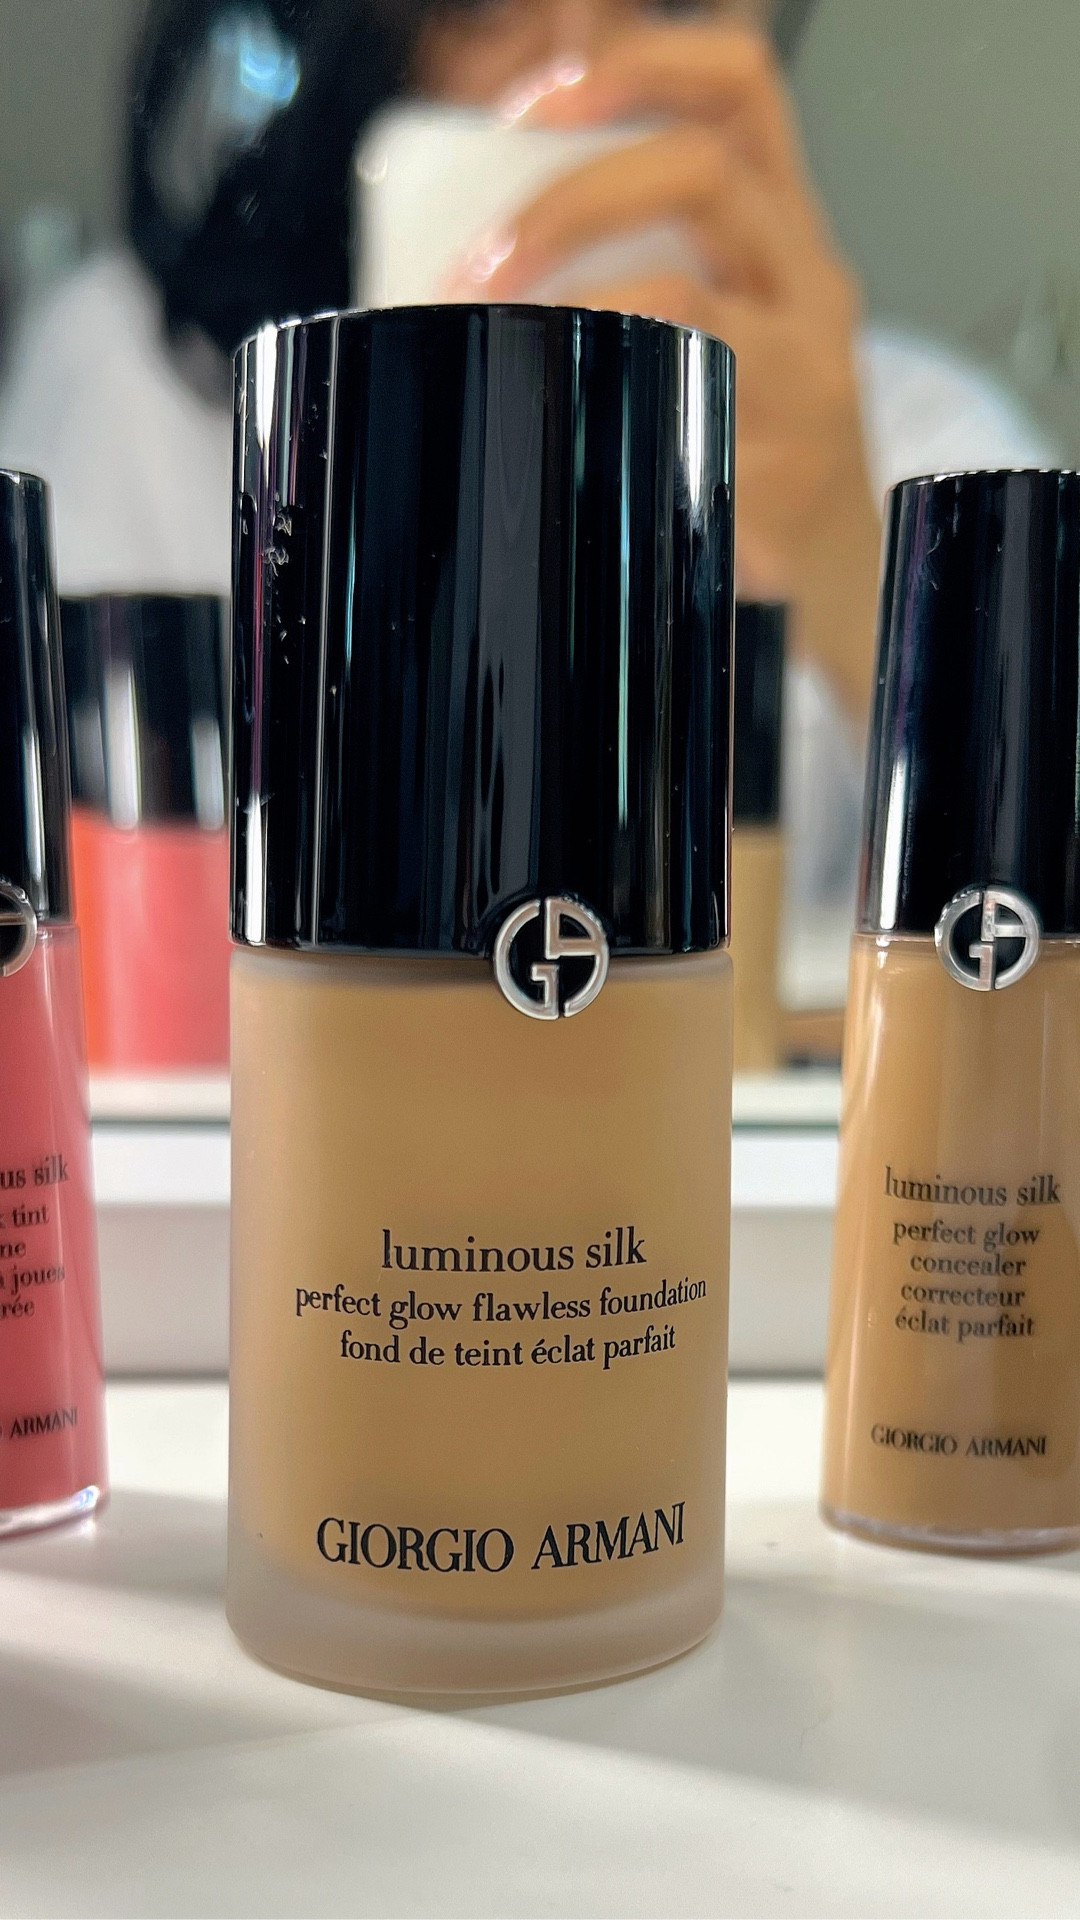 us silk
tint
ne
joues
rée
ARMANI
luminous silk
perfect glow flawless foundation
fond de teint éclat parfait
GIORGIO ARMANI
luminous silk
perfect glow
concealer
correcteur
éclat parfait
GIORGIO ARMANI